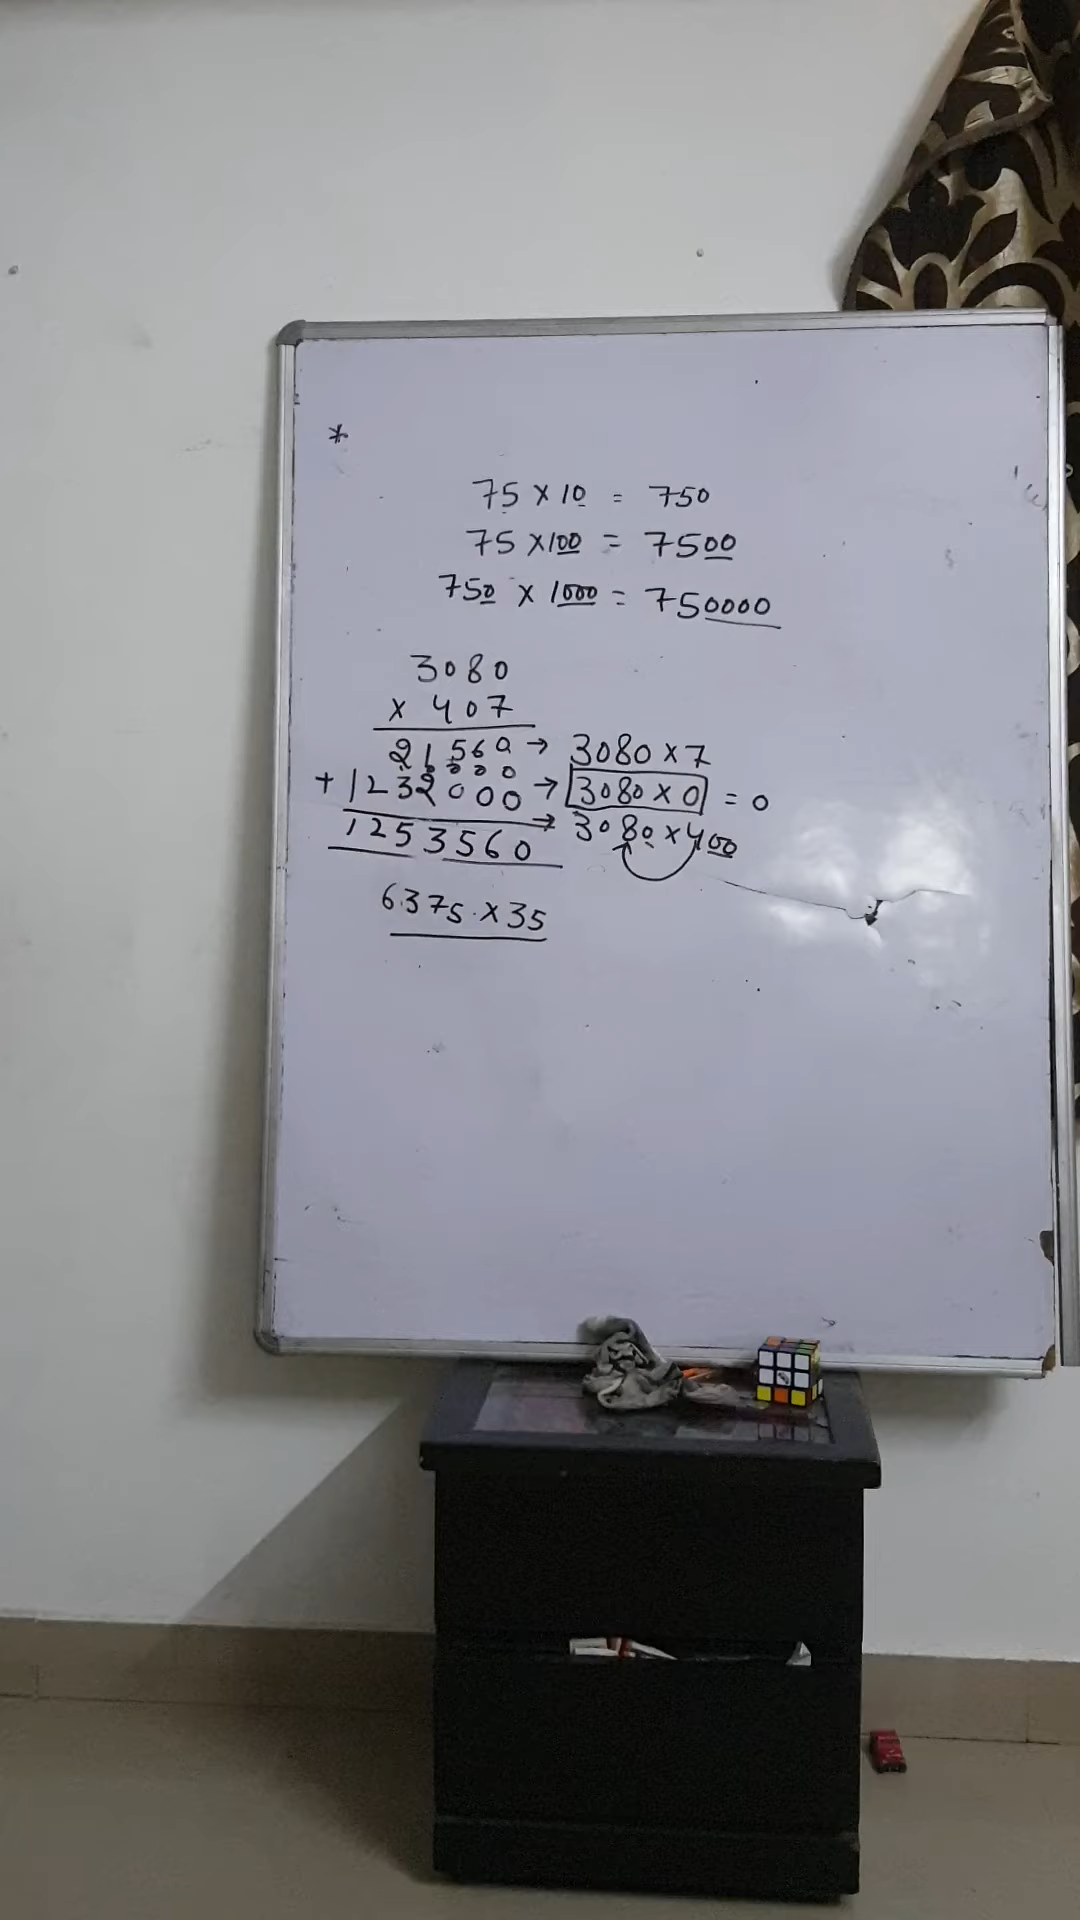 *
75 × 10 = 750
75 × 100 = 7500
750 × 1000 = 750000
3080
× 407
21560 → 3080 × 7
0000
+ 1232000 → 3080 × 0 = 0
→ 3080 × 400
1253560
6375 × 35